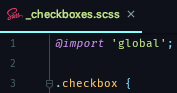 _checkboxes.scss ×
1 @import 'global';
2
3 .checkbox {